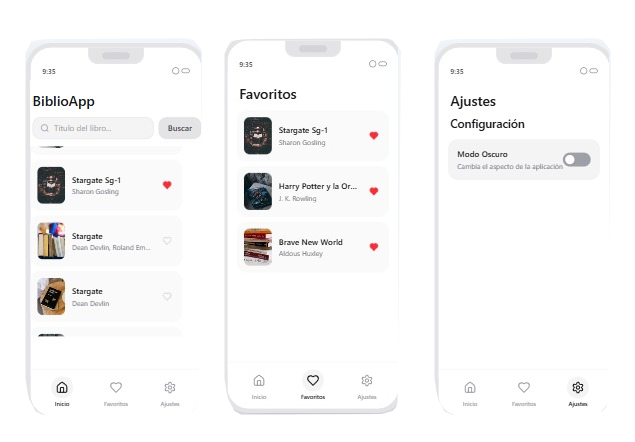 9:35
BiblioApp
Título del libro...
Buscar
Stargate Sg-1
Sharon Gosling
Stargate
Dean Devlin, Roland Em...
Stargate
Dean Devlin
Inicio
Favoritos
Ajustes
9:35
Favoritos
Stargate Sg-1
Sharon Gosling
Harry Potter y la Or...
J. K. Rowling
Brave New World
Aldous Huxley
Inicio
Favoritos
Ajustes
9:35
Ajustes
Configuración
Modo Oscuro
Cambia el aspecto de la aplicación
Inicio
Favoritos
Ajustes